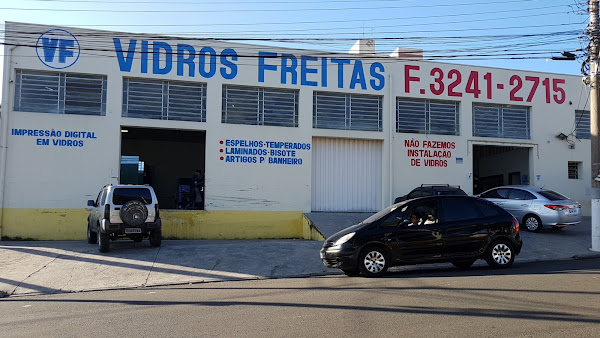 VF VIDROS FREITAS F.3241-2715
IMPRESSÃO DIGITAL
EM VIDROS
ESPELHOS-TEMPERADOS
LAMINADOS-BISOTE
ARTIGOS P BANHEIRO
NÃO FAZEMOS
INSTALAÇÃO
DE VIDROS